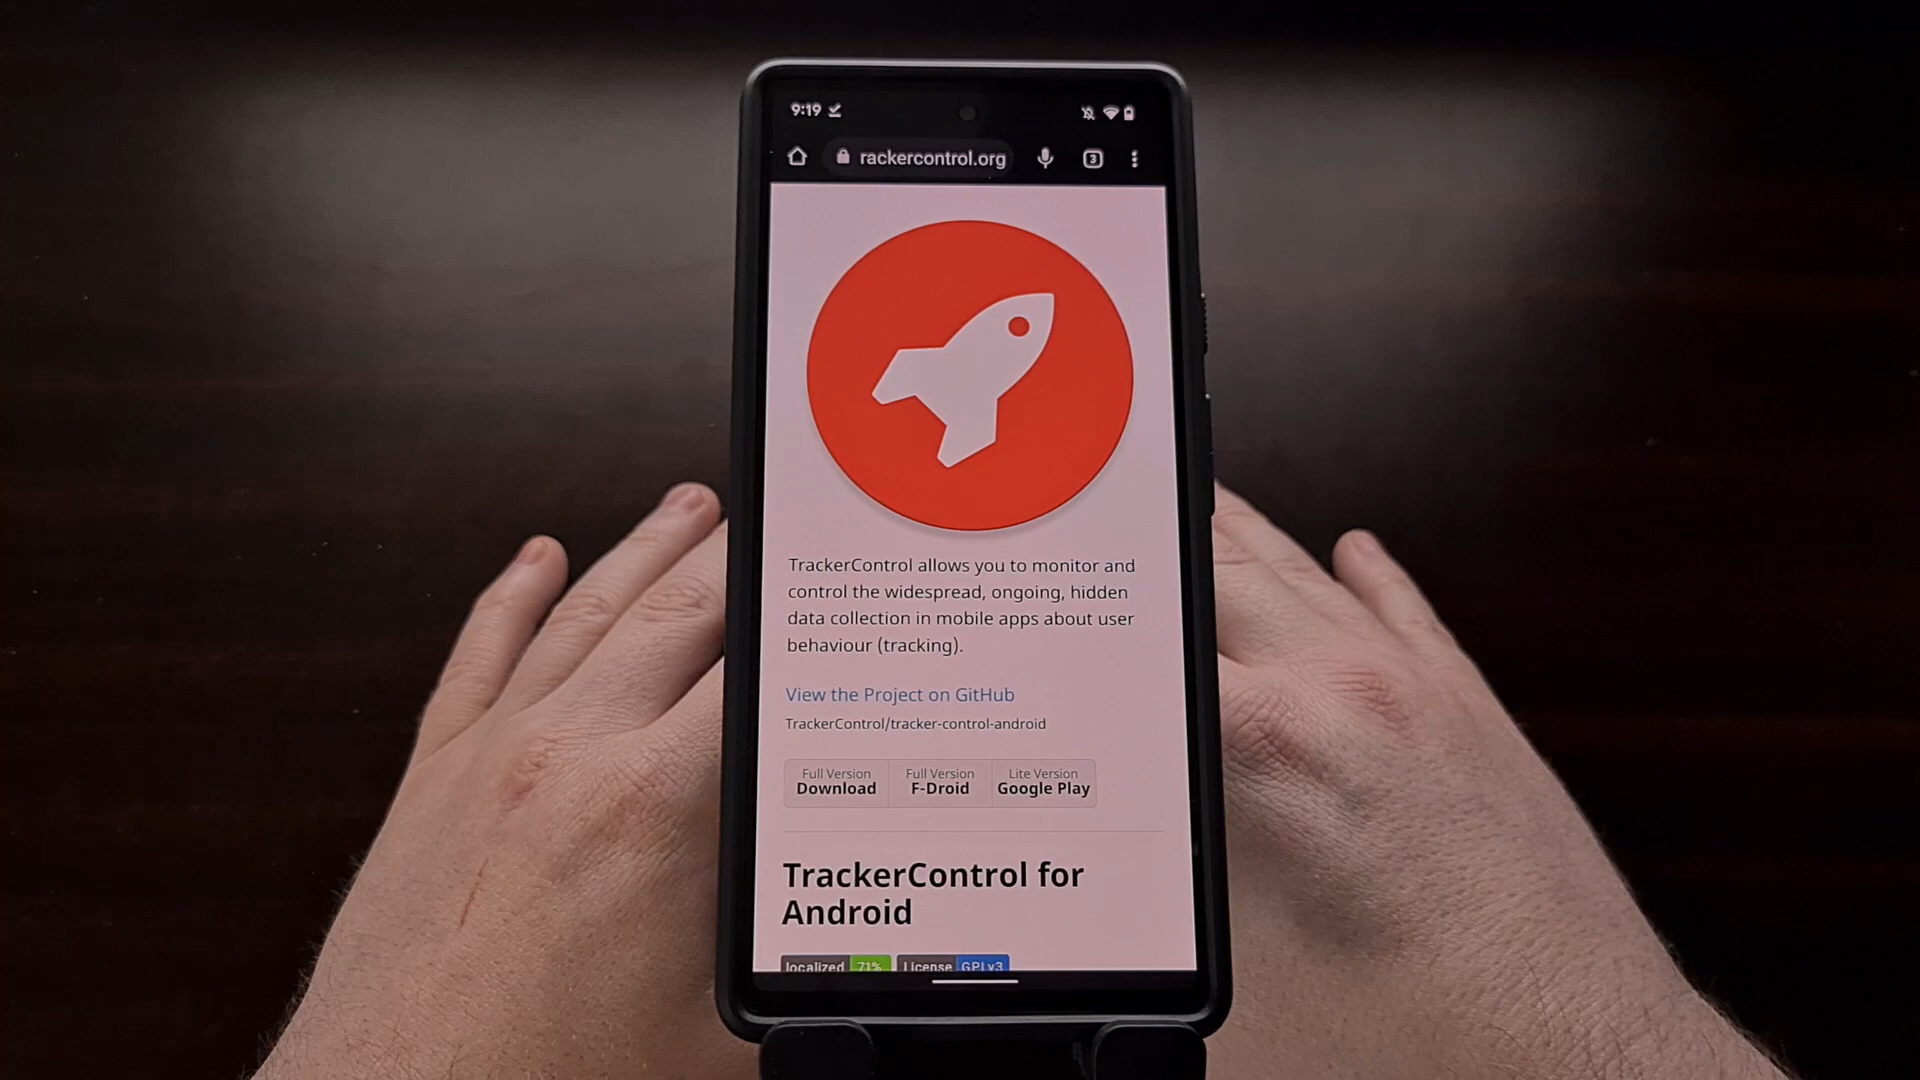 9:19
rackercontrol.org
3
TrackerControl allows you to monitor and
control the widespread, ongoing, hidden
data collection in mobile apps about user
behaviour (tracking).
View the Project on GitHub
TrackerControl/tracker-control-android
Full Version Full Version Lite Version
Download F-Droid Google Play
TrackerControl for
Android
localized 71% License GPLv3